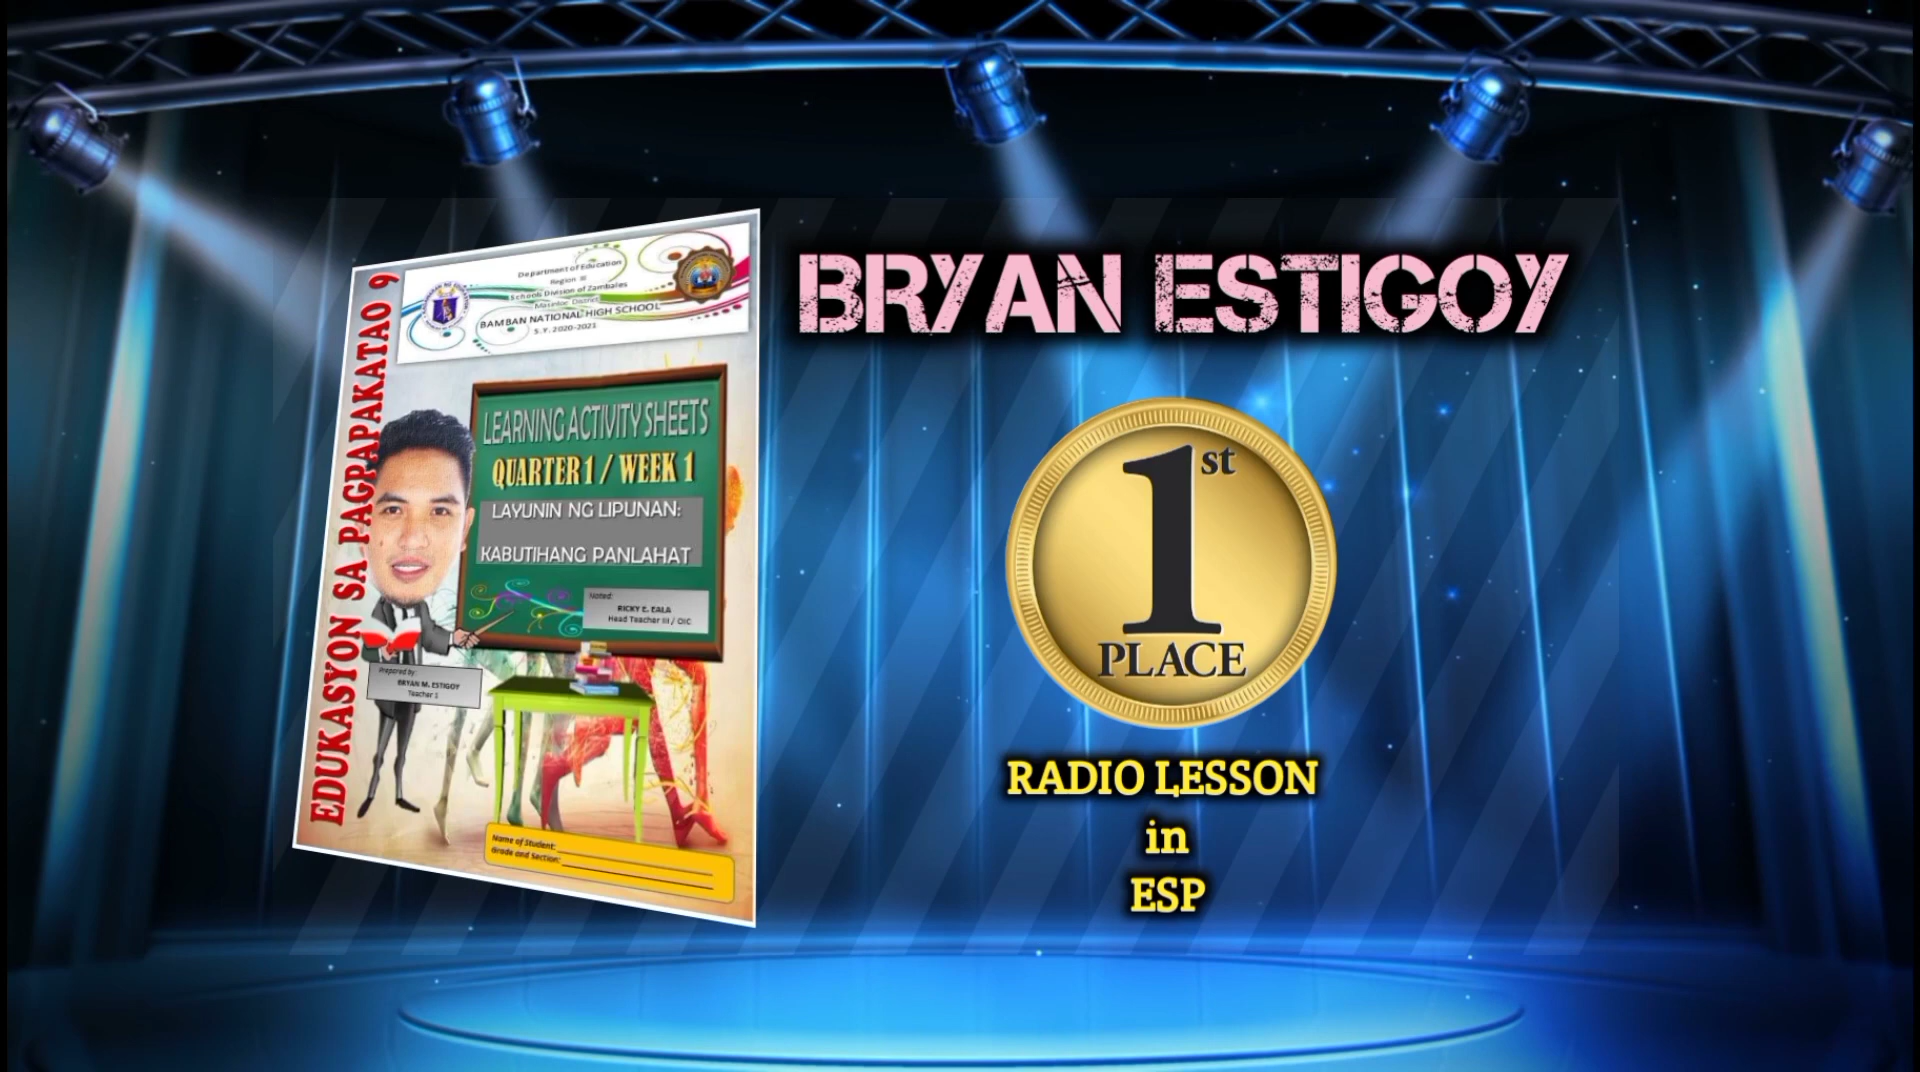 EDUKASYON SA PAGPAPAKATAO 9
Department of Education
Region III
Schools Division of Zambales
Masinloc District
BAMBAN NATIONAL HIGH SCHOOL
S.Y. 2020-2021
LEARNING ACTIVITY SHEETS
QUARTER 1 / WEEK 1
LAYUNIN NG LIPUNAN:
KABUTIHANG PANLAHAT
Noted:
RICKY E. EALA
Head Teacher III / OIC
Prepared by:
BRYAN M. ESTIGOY
Teacher 1
Name of Student:
Grade and Section:
BRYAN ESTIGOY
1st
PLACE
RADIO LESSON
in
ESP